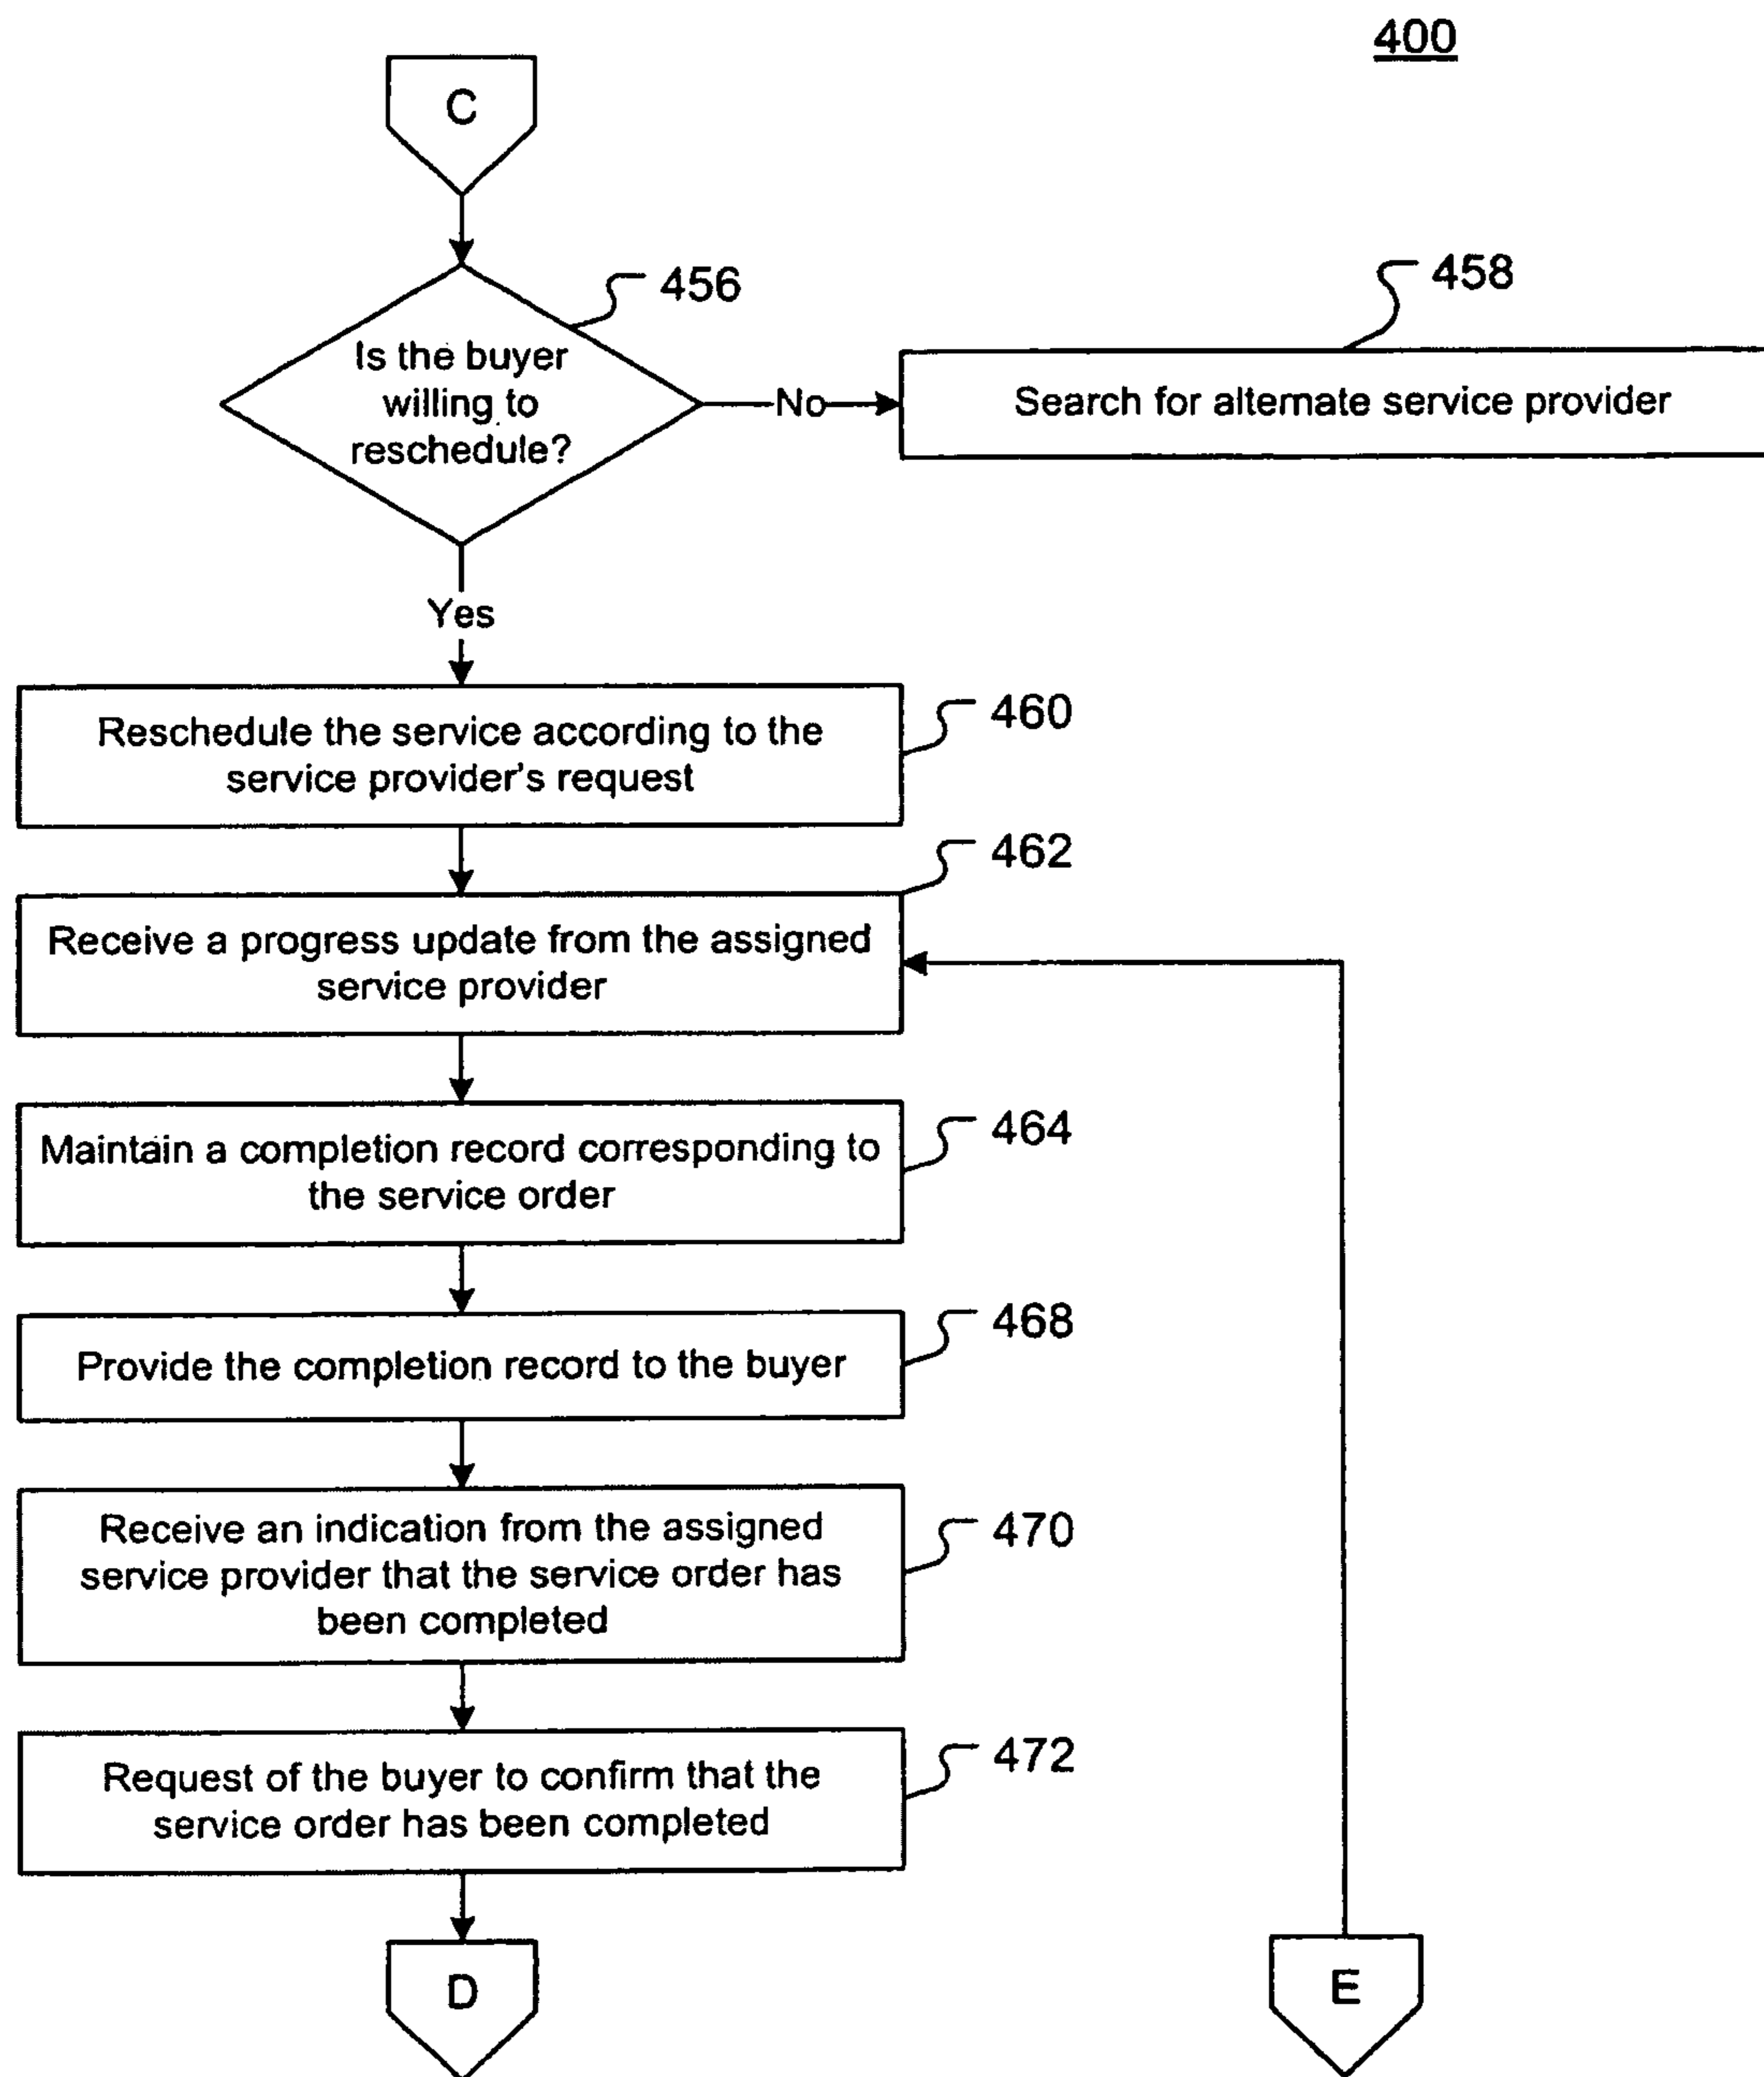 400
C
456
Is the buyer
willing to
reschedule?
No
458
Search for alternate service provider
Yes
460
Reschedule the service according to the
service provider's request
462
Receive a progress update from the assigned
service provider
464
Maintain a completion record corresponding to
the service order
468
Provide the completion record to the buyer
470
Receive an indication from the assigned
service provider that the service order has
been completed
472
Request of the buyer to confirm that the
service order has been completed
D
E